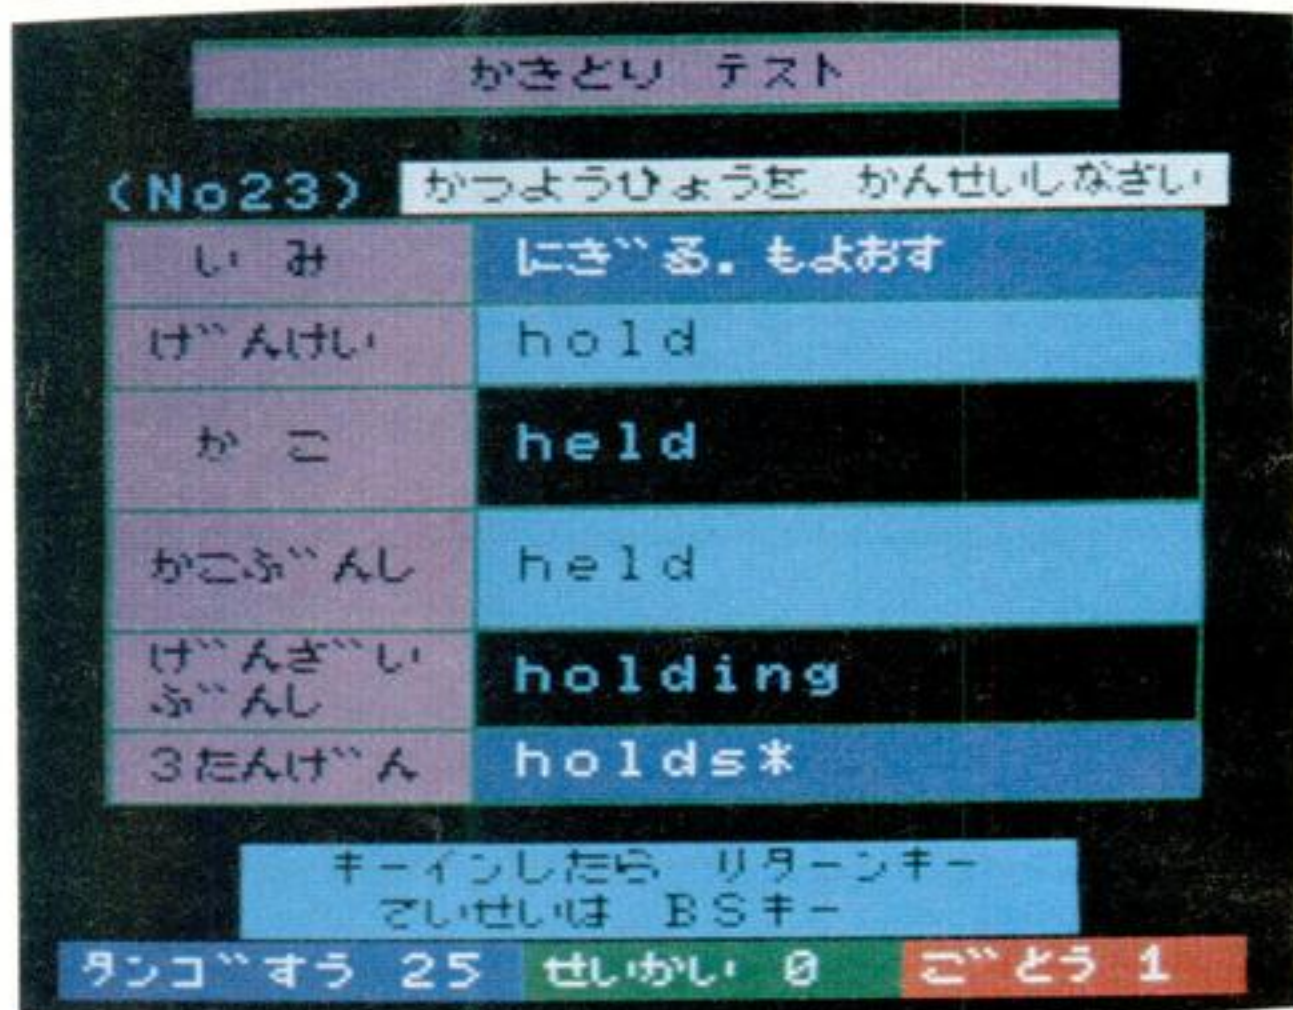 かきどり テスト
(No23) かつようひょうを かんせいしなさい
いみ にぎる。もよおす
げんけい hold
かこ held
かこぶんし held
げんざい
ぶんし holding
3たんげん holds*
キーインしたら リターンキー
ていせいは BSキー
タンゴすう 25 せいかい 0 ごとう 1